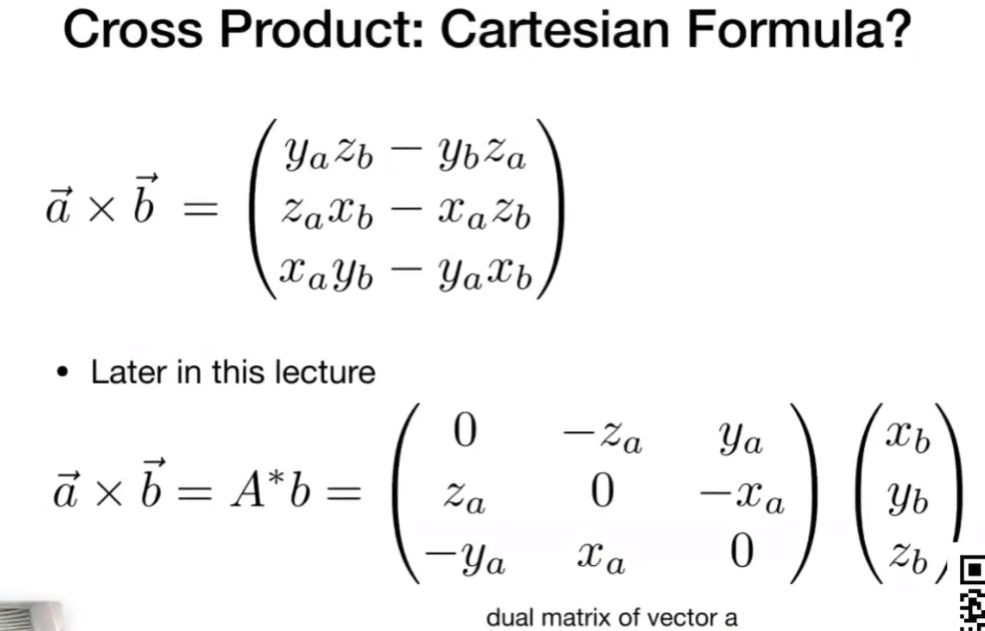 Cross Product: Cartesian Formula?
$\vec{a} \times \vec{b} = \begin{pmatrix} y_a z_b - y_b z_a \\ z_a x_b - x_a z_b \\ x_a y_b - y_a x_b \end{pmatrix}$
• Later in this lecture
$\vec{a} \times \vec{b} = A^* b = \begin{pmatrix} 0 & -z_a & y_a \\ z_a & 0 & -x_a \\ -y_a & x_a & 0 \end{pmatrix} \begin{pmatrix} x_b \\ y_b \\ z_b \end{pmatrix}$
dual matrix of vector a